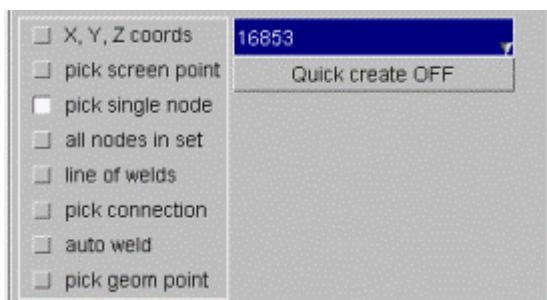 X, Y, Z coords
pick screen point
pick single node
all nodes in set
line of welds
pick connection
auto weld
pick geom point
16853
Quick create OFF